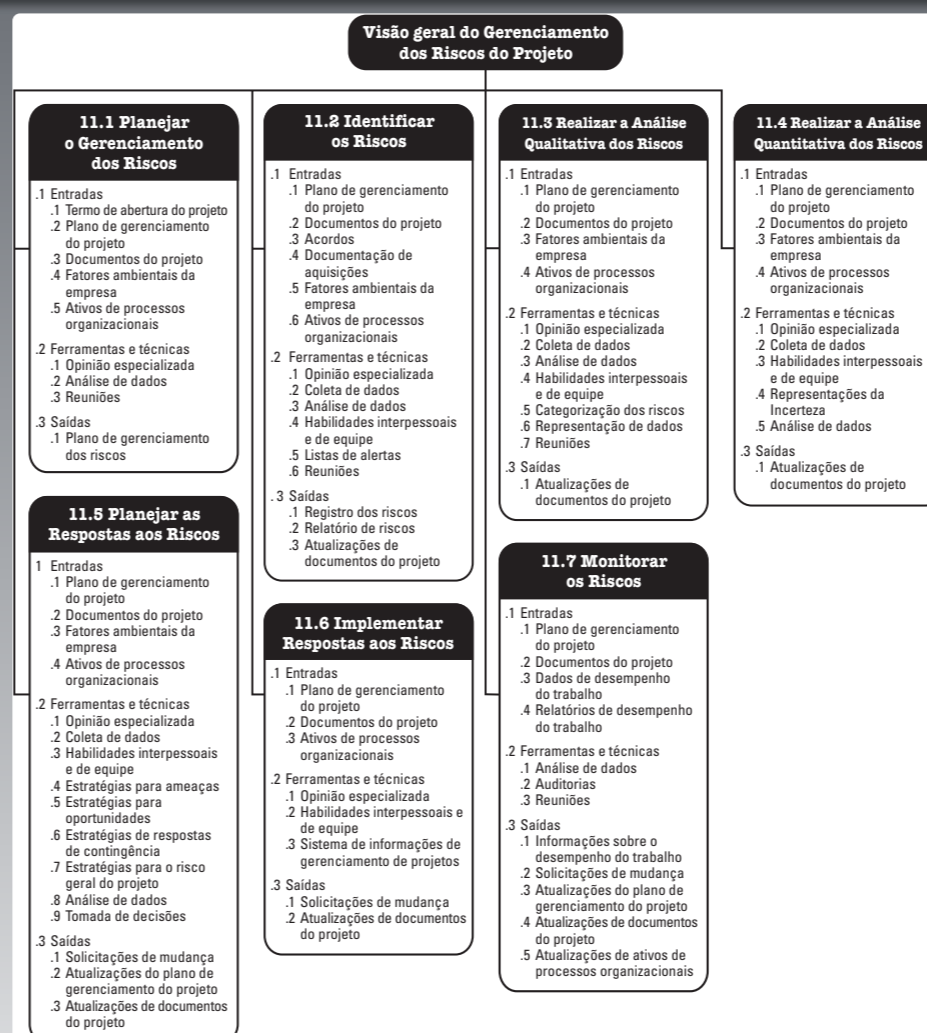 Visão geral do Gerenciamento
dos Riscos do Projeto
11.1 Planejar
o Gerenciamento
dos Riscos
.1 Entradas
.1 Termo de abertura do projeto
.2 Plano de gerenciamento
do projeto
.3 Documentos do projeto
.4 Fatores ambientais da
empresa
.5 Ativos de processos
organizacionais
.2 Ferramentas e técnicas
.1 Opinião especializada
.2 Análise de dados
.3 Reuniões
.3 Saídas
.1 Plano de gerenciamento
dos riscos
11.2 Identificar
os Riscos
.1 Entradas
.1 Plano de gerenciamento
do projeto
.2 Documentos do projeto
.3 Acordos
.4 Documentação de
aquisições
.5 Fatores ambientais da
empresa
.6 Ativos de processos
organizacionais
.2 Ferramentas e técnicas
.1 Opinião especializada
.2 Coleta de dados
.3 Análise de dados
.4 Habilidades interpessoais
e de equipe
.5 Listas de alertas
.6 Reuniões
. 3 Saídas
.1 Registro dos riscos
.2 Relatório de riscos
.3 Atualizações de
documentos do projeto
11.3 Realizar a Análise
Qualitativa dos Riscos
.1 Entradas
.1 Plano de gerenciamento
do projeto
.2 Documentos do projeto
.3 Fatores ambientais da
empresa
.4 Ativos de processos
organizacionais
.2 Ferramentas e técnicas
.1 Opinião especializada
.2 Coleta de dados
.3 Análise de dados
.4 Habilidades interpessoais
e de equipe
.5 Categorização dos riscos
.6 Representação de dados
.7 Reuniões
.3 Saídas
.1 Atualizações de
documentos do projeto
11.4 Realizar a Análise
Quantitativa dos Riscos
.1 Entradas
.1 Plano de gerenciamento
do projeto
.2 Documentos do projeto
.3 Fatores ambientais da
empresa
.4 Ativos de processos
organizacionais
.2 Ferramentas e técnicas
.1 Opinião especializada
.2 Coleta de dados
.3 Habilidades interpessoais
e de equipe
.4 Representações da
Incerteza
.5 Análise de dados
.3 Saídas
.1 Atualizações de
documentos do projeto
11.5 Planejar as
Respostas aos Riscos
1 Entradas
.1 Plano de gerenciamento
do projeto
.2 Documentos do projeto
.3 Fatores ambientais da
empresa
.4 Ativos de processos
organizacionais
.2 Ferramentas e técnicas
.1 Opinião especializada
.2 Coleta de dados
.3 Habilidades interpessoais
e de equipe
.4 Estratégias para ameaças
.5 Estratégias para
oportunidades
.6 Estratégias de respostas
de contingência
.7 Estratégias para o risco
geral do projeto
.8 Análise de dados
.9 Tomada de decisões
.3 Saídas
.1 Solicitações de mudança
.2 Atualizações do plano de
gerenciamento do projeto
.3 Atualizações de documentos
do projeto
11.6 Implementar
Respostas aos Riscos
.1 Entradas
.1 Plano de gerenciamento
do projeto
.2 Documentos do projeto
.3 Ativos de processos
organizacionais
.2 Ferramentas e técnicas
.1 Opinião especializada
.2 Habilidades interpessoais e
de equipe
.3 Sistema de informações de
gerenciamento de projetos
.3 Saídas
.1 Solicitações de mudança
.2 Atualizações de documentos
do projeto
11.7 Monitorar
os Riscos
.1 Entradas
.1 Plano de gerenciamento
do projeto
.2 Documentos do projeto
.3 Dados de desempenho
do trabalho
.4 Relatórios de desempenho
do trabalho
.2 Ferramentas e técnicas
.1 Análise de dados
.2 Auditorias
.3 Reuniões
.3 Saídas
.1 Informações sobre o
desempenho do trabalho
.2 Solicitações de mudança
.3 Atualizações do plano de
gerenciamento do projeto
.4 Atualizações de documentos
do projeto
.5 Atualizações de ativos de
processos organizacionais